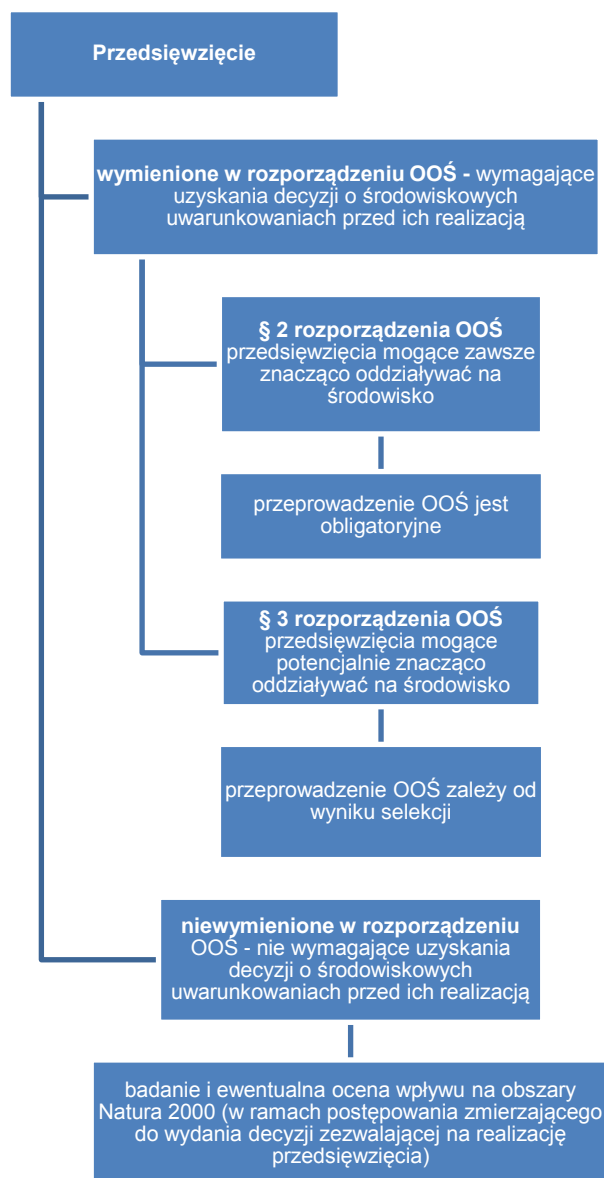 Przedsięwzięcie
wymienione w rozporządzeniu OOŚ - wymagające
uzyskania decyzji o środowiskowych
uwarunkowaniach przed ich realizacją
§ 2 rozporządzenia OOŚ
przedsięwzięcia mogące zawsze
znacząco oddziaływać na
środowisko
przeprowadzenie OOŚ jest
obligatoryjne
§ 3 rozporządzenia OOŚ
przedsięwzięcia mogące
potencjalnie znacząco
oddziaływać na środowisko
przeprowadzenie OOŚ zależy od
wyniku selekcji
niewymienione w rozporządzeniu
OOŚ - nie wymagające uzyskania
decyzji o środowiskowych
uwarunkowaniach przed ich realizacją
badanie i ewentualna ocena wpływu na obszary
Natura 2000 (w ramach postępowania zmierzającego
do wydania decyzji zezwalającej na realizację
przedsięwzięcia)